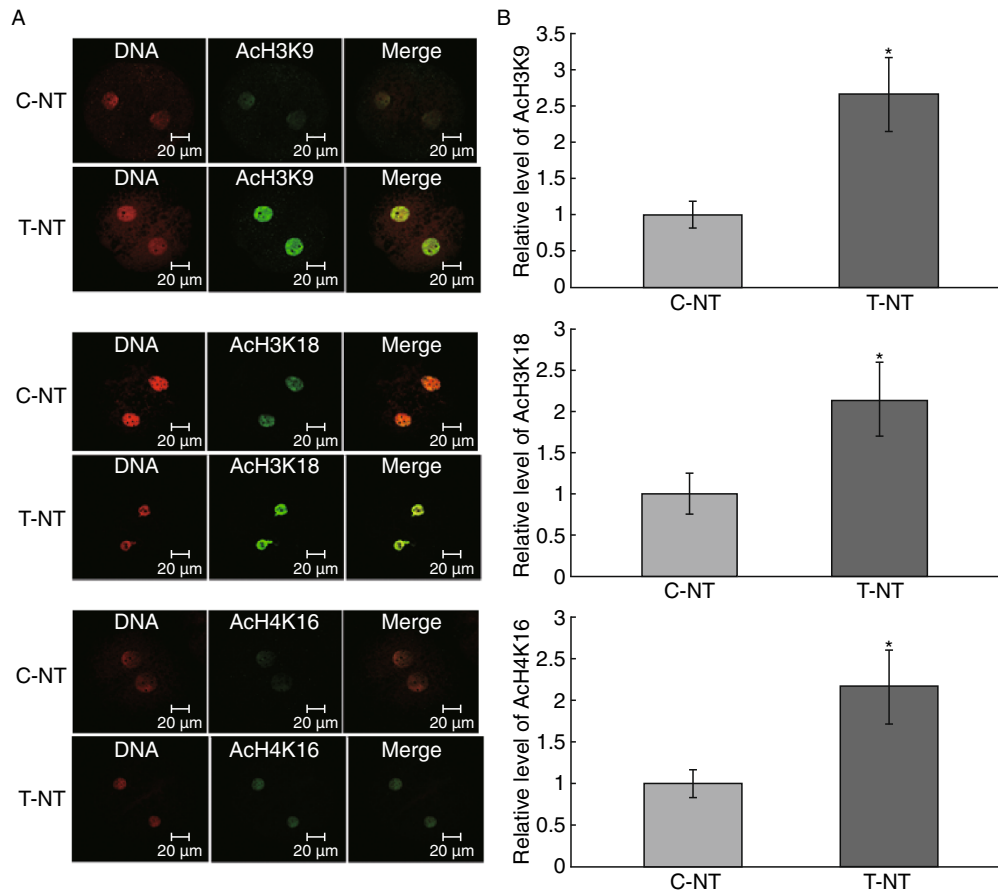 A
DNA AcH3K9 Merge
C-NT
20 µm 20 µm 20 µm
DNA AcH3K9 Merge
T-NT
20 µm 20 µm 20 µm
DNA AcH3K18 Merge
C-NT
20 µm 20 µm 20 µm
DNA AcH3K18 Merge
T-NT
20 µm 20 µm 20 µm
DNA AcH4K16 Merge
C-NT
20 µm 20 µm 20 µm
DNA AcH4K16 Merge
T-NT
20 µm 20 µm 20 µm
B
Relative level of AcH3K9
3.5
3
2.5
2
1.5
1
0.5
0
*
C-NT T-NT
Relative level of AcH3K18
3
2.5
2
1.5
1
0.5
0
*
C-NT T-NT
Relative level of AcH4K16
3
2.5
2
1.5
1
0.5
0
*
C-NT T-NT